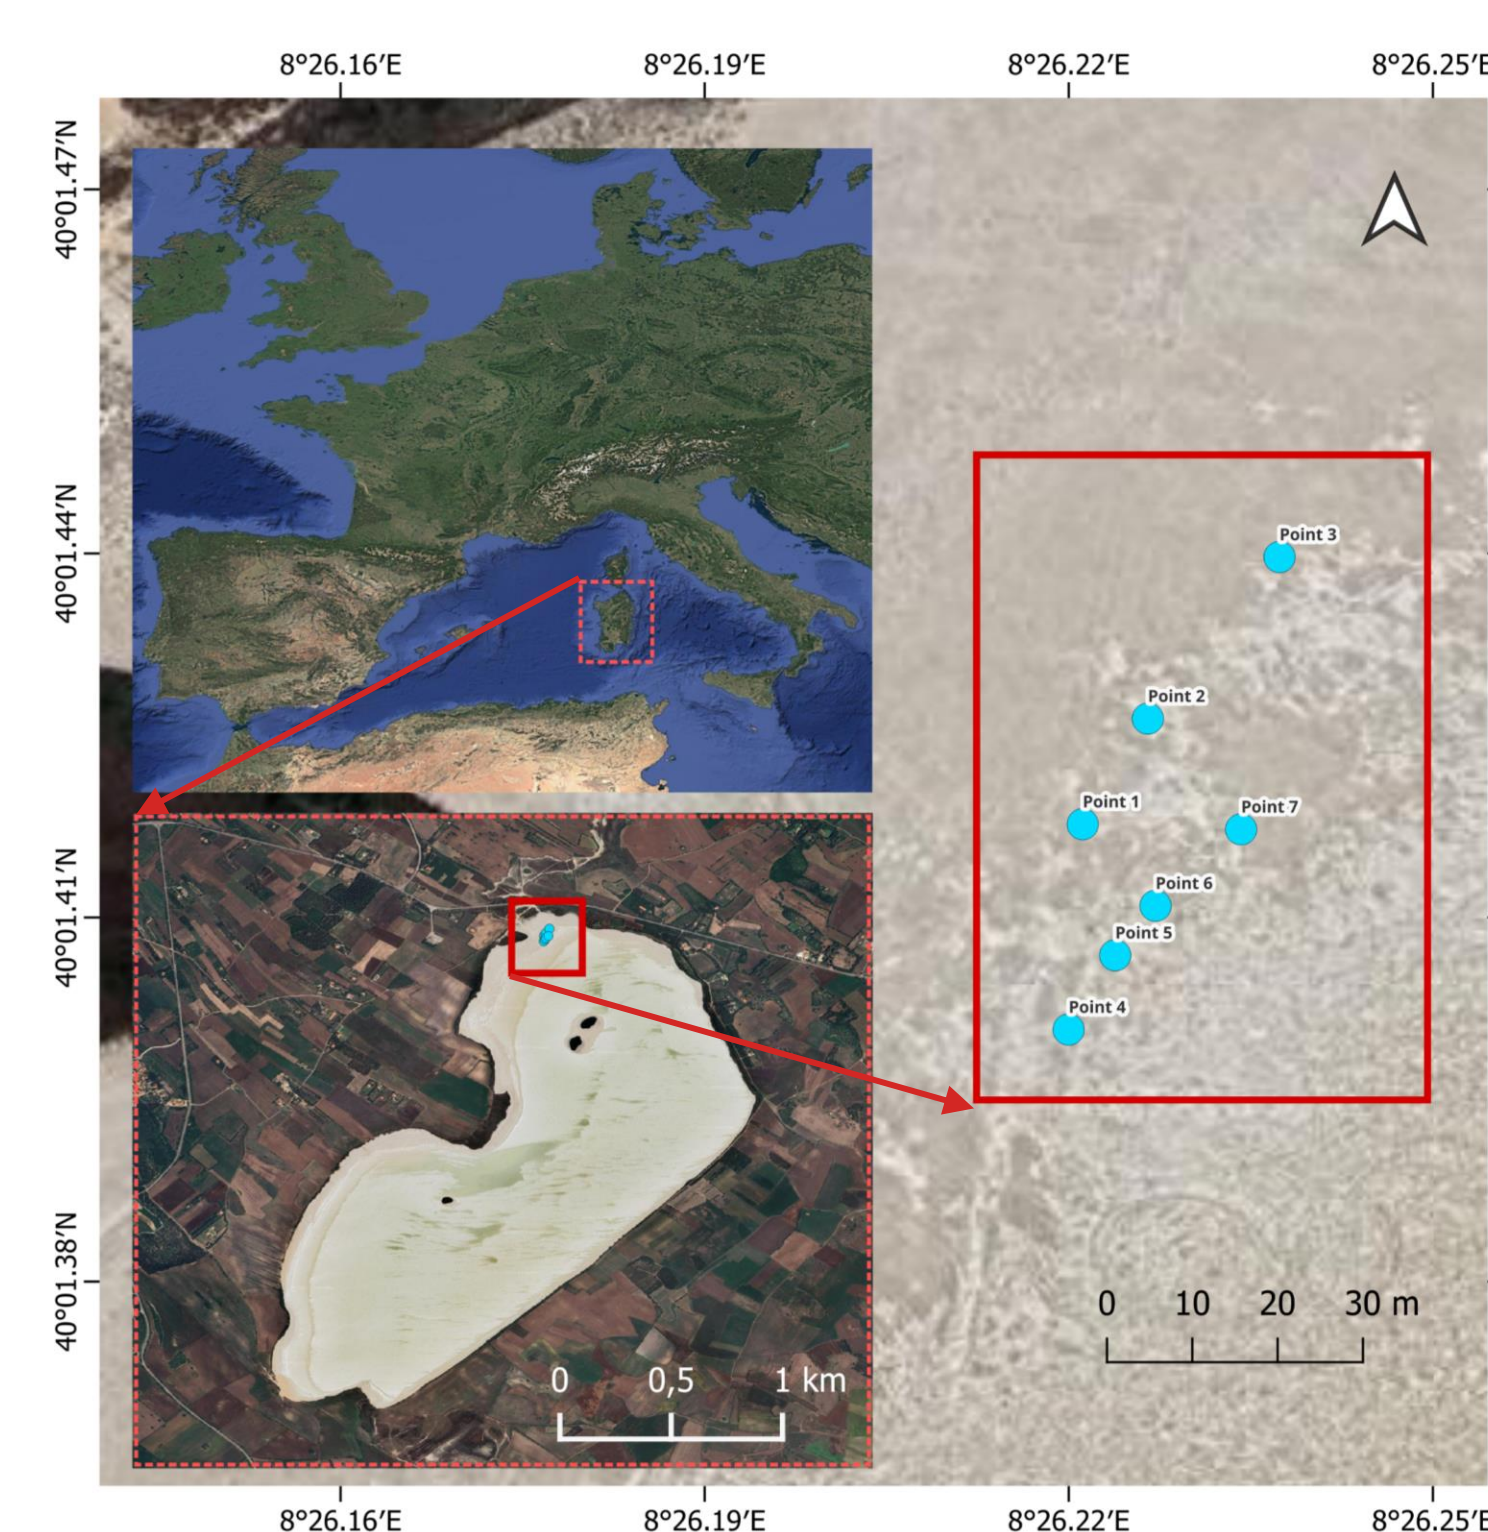 8°26.16′E 8°26.19′E 8°26.22′E 8°26.25′E
40°01.47′N
40°01.44′N
40°01.41′N
40°01.38′N
Point 3
Point 2
Point 1
Point 7
Point 6
Point 5
Point 4
0 10 20 30 m
0 0,5 1 km
8°26.16′E 8°26.19′E 8°26.22′E 8°26.25′E